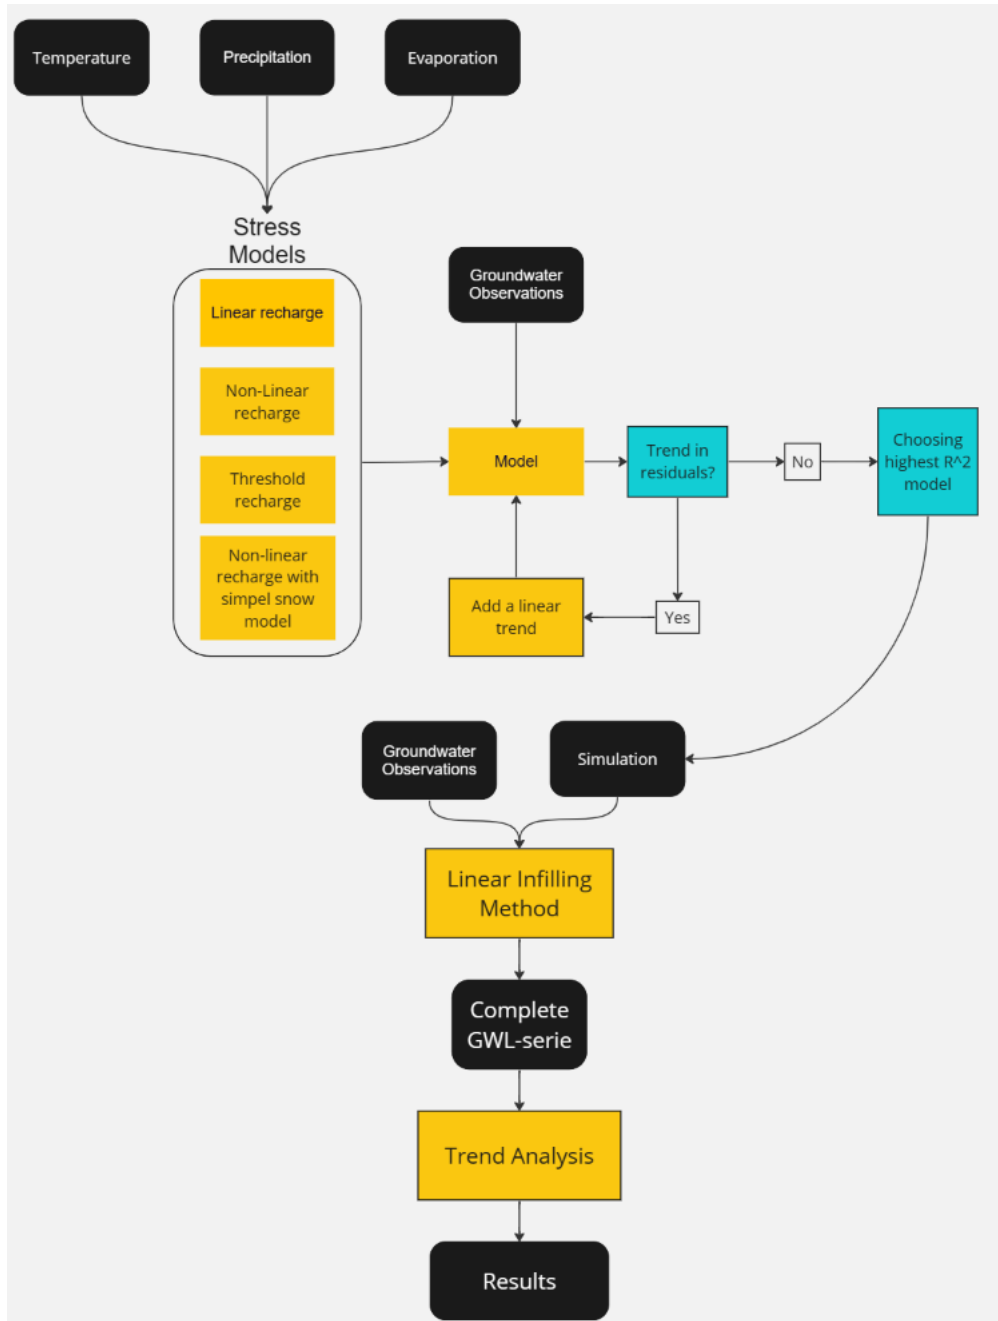 Temperature
Precipitation
Evaporation
Stress
Models
Linear recharge
Non-Linear
recharge
Threshold
recharge
Non-linear
recharge with
simpel snow
model
Groundwater
Observations
Model
Trend in
residuals?
No
Choosing
highest R^2
model
Add a linear
trend
Yes
Groundwater
Observations
Simulation
Linear Infilling
Method
Complete
GWL-serie
Trend Analysis
Results